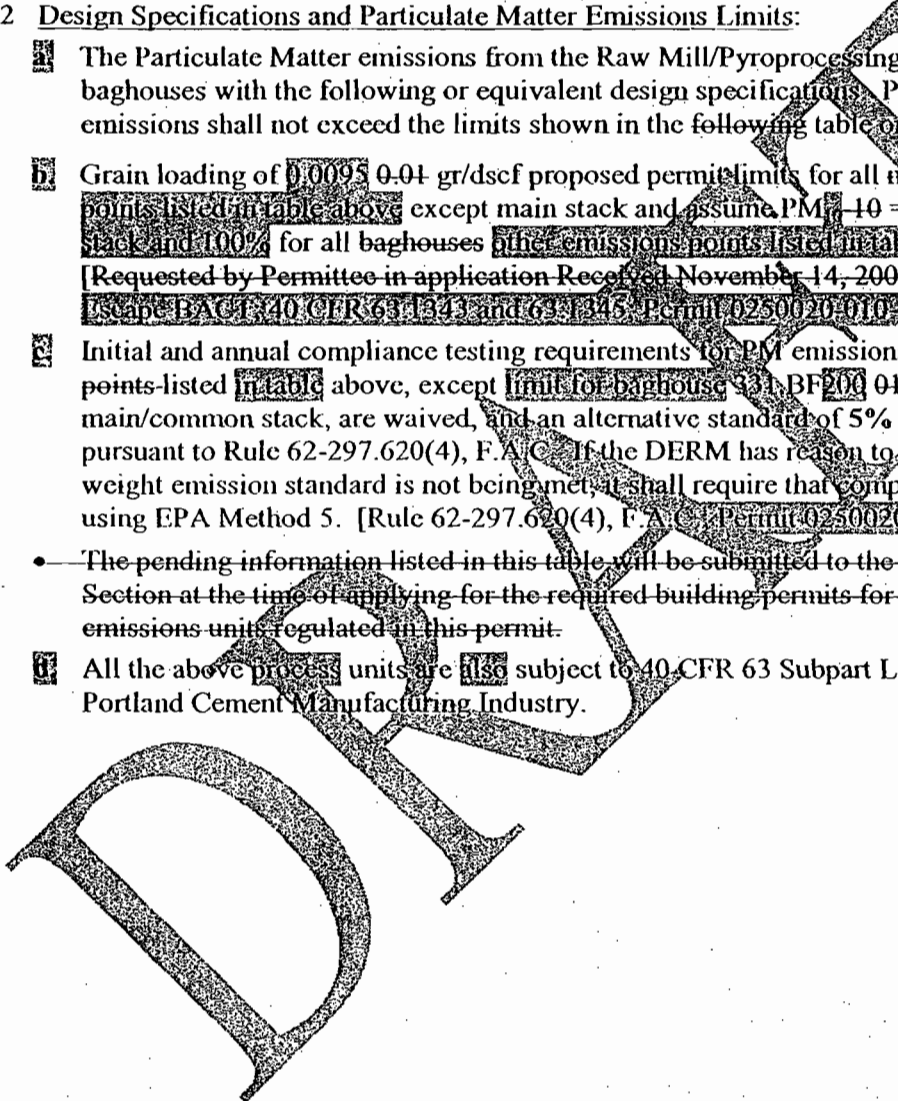 2 Design Specifications and Particulate Matter Emissions Limits:
a. The Particulate Matter emissions from the Raw Mill/Pyroprocessing
baghouses with the following or equivalent design specifications. P
emissions shall not exceed the limits shown in the following table o
b. Grain loading of 0.0095 0.01 gr/dscf proposed permit limits for all
points listed in table above except main stack and assume PM 10 =
stack and 100% for all baghouses other emissions points listed in ta
[Requested by Permittee in application Received November 14, 200
Escape BACT; 40 CFR 63.1343 and 63.1345; Permit 0250020-010-
c. Initial and annual compliance testing requirements for PM emission
points listed in table above, except limit for baghouse 331.BF200 01
main/common stack, are waived, and an alternative standard of 5%
pursuant to Rule 62-297.620(4), F.A.C. If the DERM has reason to
weight emission standard is not being met, it shall require that comp
using EPA Method 5. [Rule 62-297.620(4), F.A.C.; Permit 0250020
• The pending information listed in this table will be submitted to the
Section at the time of applying for the required building permits for
emissions units regulated in this permit.
d. All the above process units are also subject to 40 CFR 63 Subpart L
Portland Cement Manufacturing Industry.
DRAFT